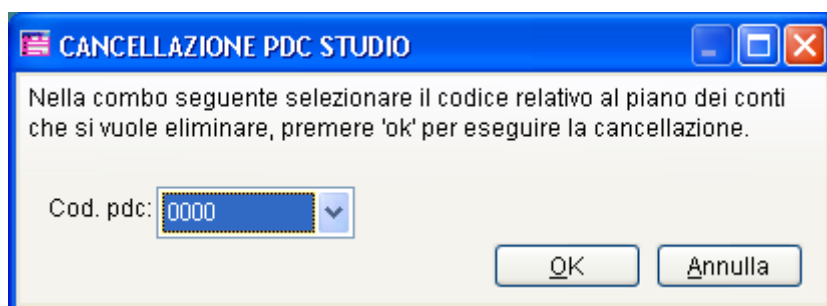 CANCELLAZIONE PDC STUDIO
Nella combo seguente selezionare il codice relativo al piano dei conti
che si vuole eliminare, premere 'ok' per eseguire la cancellazione.
Cod. pdc: 0000
OK Annulla